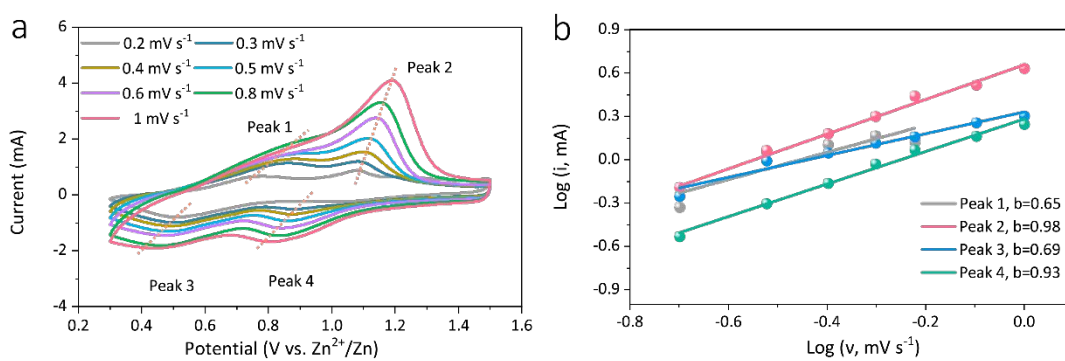 a
6
4
2
0
-2
-4
Current (mA)
0.2 mV s⁻¹ 0.3 mV s⁻¹
0.4 mV s⁻¹ 0.5 mV s⁻¹
0.6 mV s⁻¹ 0.8 mV s⁻¹
1 mV s⁻¹
Peak 2
Peak 1
Peak 3
Peak 4
0.2 0.4 0.6 0.8 1.0 1.2 1.4 1.6
Potential (V vs. Zn²⁺/Zn)
b
0.9
0.6
0.3
0.0
-0.3
-0.6
-0.9
Log (i, mA)
Peak 1, b=0.65
Peak 2, b=0.98
Peak 3, b=0.69
Peak 4, b=0.93
-0.8 -0.6 -0.4 -0.2 0.0
Log (v, mV s⁻¹)